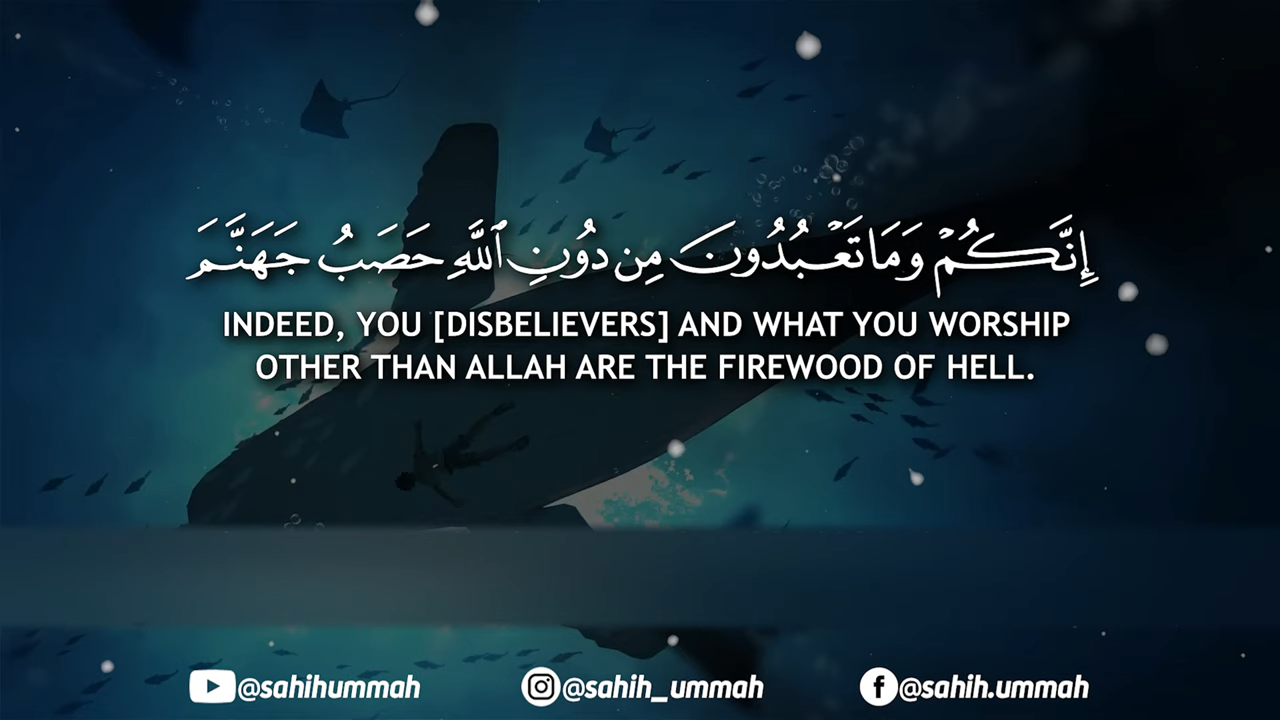 إِنَّكُمْ وَمَا تَعْبُدُونَ مِن دُونِ ٱللَّهِ حَصَبُ جَهَنَّمَ
INDEED, YOU [DISBELIEVERS] AND WHAT YOU WORSHIP
OTHER THAN ALLAH ARE THE FIREWOOD OF HELL.
@sahihummah @sahih_ummah @sahih.ummah